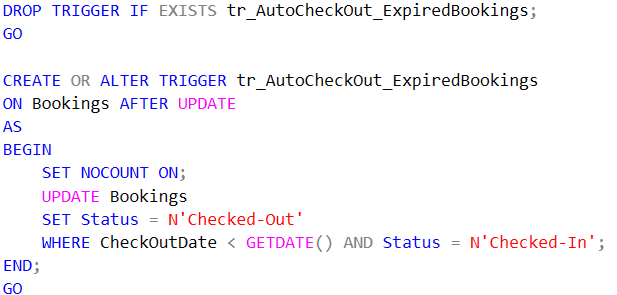 DROP TRIGGER IF EXISTS tr_AutoCheckOut_ExpiredBookings;
GO
CREATE OR ALTER TRIGGER tr_AutoCheckOut_ExpiredBookings
ON Bookings AFTER UPDATE
AS
BEGIN
    SET NOCOUNT ON;
    UPDATE Bookings
    SET Status = N'Checked-Out'
    WHERE CheckOutDate < GETDATE() AND Status = N'Checked-In';
END;
GO